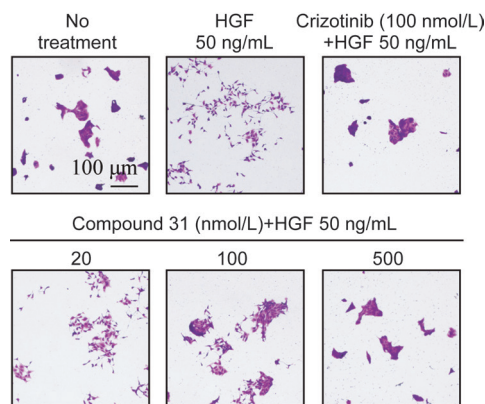 No
treatment
HGF
50 ng/mL
Crizotinib (100 nmol/L)
+HGF 50 ng/mL
100 μm
Compound 31 (nmol/L)+HGF 50 ng/mL
20
100
500